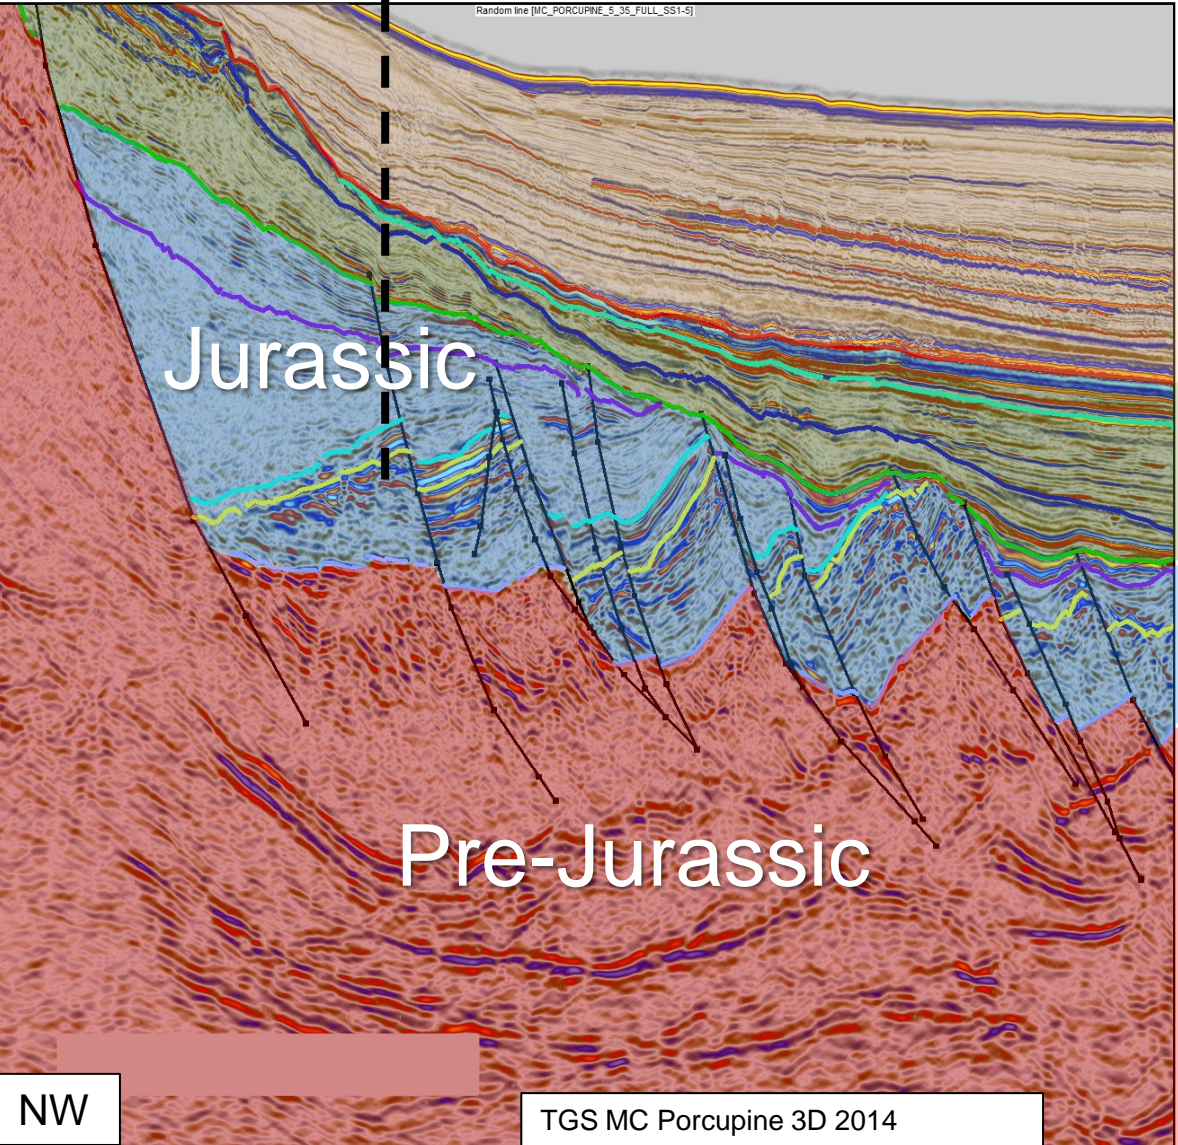 Random line [MC_PORCUPINE_5_35_FULL_SS1-5]
Jurassic
Pre-Jurassic
NW
TGS MC Porcupine 3D 2014